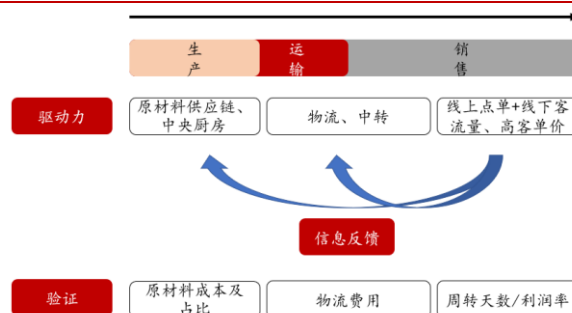 生 运 销
产 输 售
驱动力
原材料供应链、
中央厨房
物流、中转
线上点单+线下客
流量、高客单价
信息反馈
验证
原材料成本及
占比
物流费用
周转天数/利润率